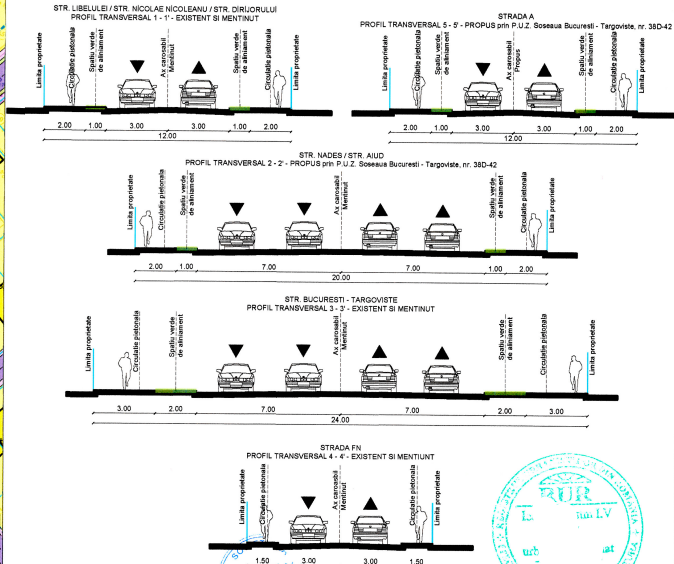 STR. LIBELULEI / STR. NICOLAE NICOLEANU / STR. DIRIJORULUI
PROFIL TRANSVERSAL 1 - 1' - EXISTENT SI MENTINUT
Limita proprietate
Circulatie pietonala
Spatiu verde
de aliniament
Ax carosabil
Mentinut
Spatiu verde
de aliniament
Circulatie pietonala
Limita proprietate
2.00 1.00 3.00 3.00 1.00 2.00
12.00
STRADA A
PROFIL TRANSVERSAL 5 - 5' - PROPUS prin P.U.Z. Soseaua Bucuresti - Targoviste, nr. 38D-42
Limita proprietate
Circulatie pietonala
Spatiu verde
de aliniament
Ax carosabil
Propus
Spatiu verde
de aliniament
Circulatie pietonala
Limita proprietate
2.00 1.00 3.00 3.00 1.00 2.00
12.00
STR. NADES / STR. AIUD
PROFIL TRANSVERSAL 2 - 2' - PROPUS prin P.U.Z. Soseaua Bucuresti - Targoviste, nr. 38D-42
Limita proprietate
Circulatie pietonala
Spatiu verde
de aliniament
Ax carosabil
Mentinut
Spatiu verde
de aliniament
Circulatie pietonala
Limita proprietate
2.00 1.00 7.00 7.00 1.00 2.00
20.00
STR. BUCURESTI - TARGOVISTE
PROFIL TRANSVERSAL 3 - 3' - EXISTENT SI MENTINUT
Limita proprietate
Circulatie pietonala
Spatiu verde
de aliniament
Ax carosabil
Mentinut
Spatiu verde
de aliniament
Circulatie pietonala
Limita proprietate
3.00 2.00 7.00 7.00 2.00 3.00
24.00
STRADA FN
PROFIL TRANSVERSAL 4 - 4' - EXISTENT SI MENTIUNT
Limita proprietate
Circulatie pietonala
Ax caroasbil
Mentinut
Circulatie pietonala
Limita proprietate
1.50 3.00 3.00 1.50
RUR
urb